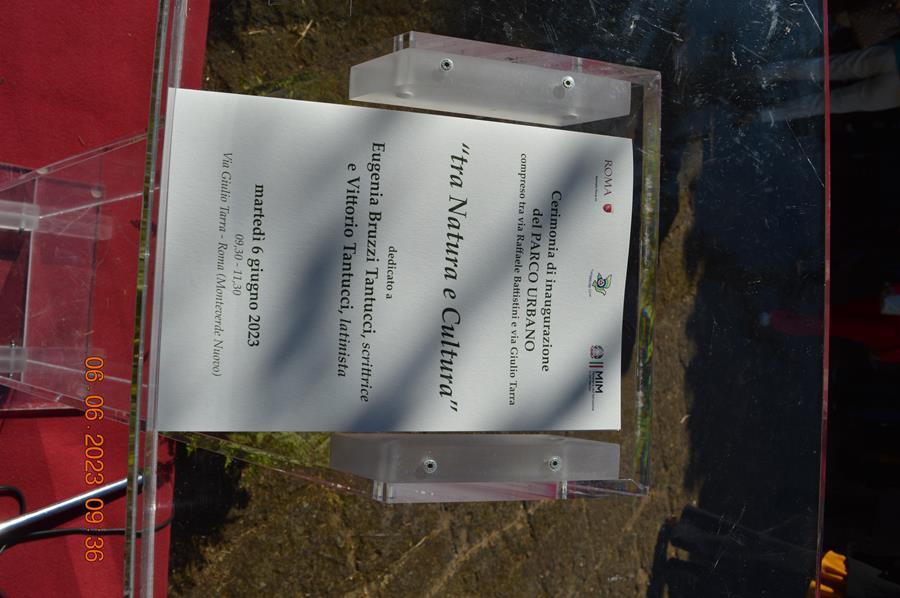 ROMA
MIM
Cerimonia di inaugurazione
del PARCO URBANO
compreso tra via Raffaele Battistini e via Giulio Tarra
“tra Natura e Cultura”
dedicato a
Eugenia Bruzzi Tantucci, scrittrice
e Vittorio Tantucci, latinista
martedì 6 giugno 2023
09,30 - 11,30
Via Giulio Tarra - Roma (Monteverde Nuovo)
06.06.2023 09:36